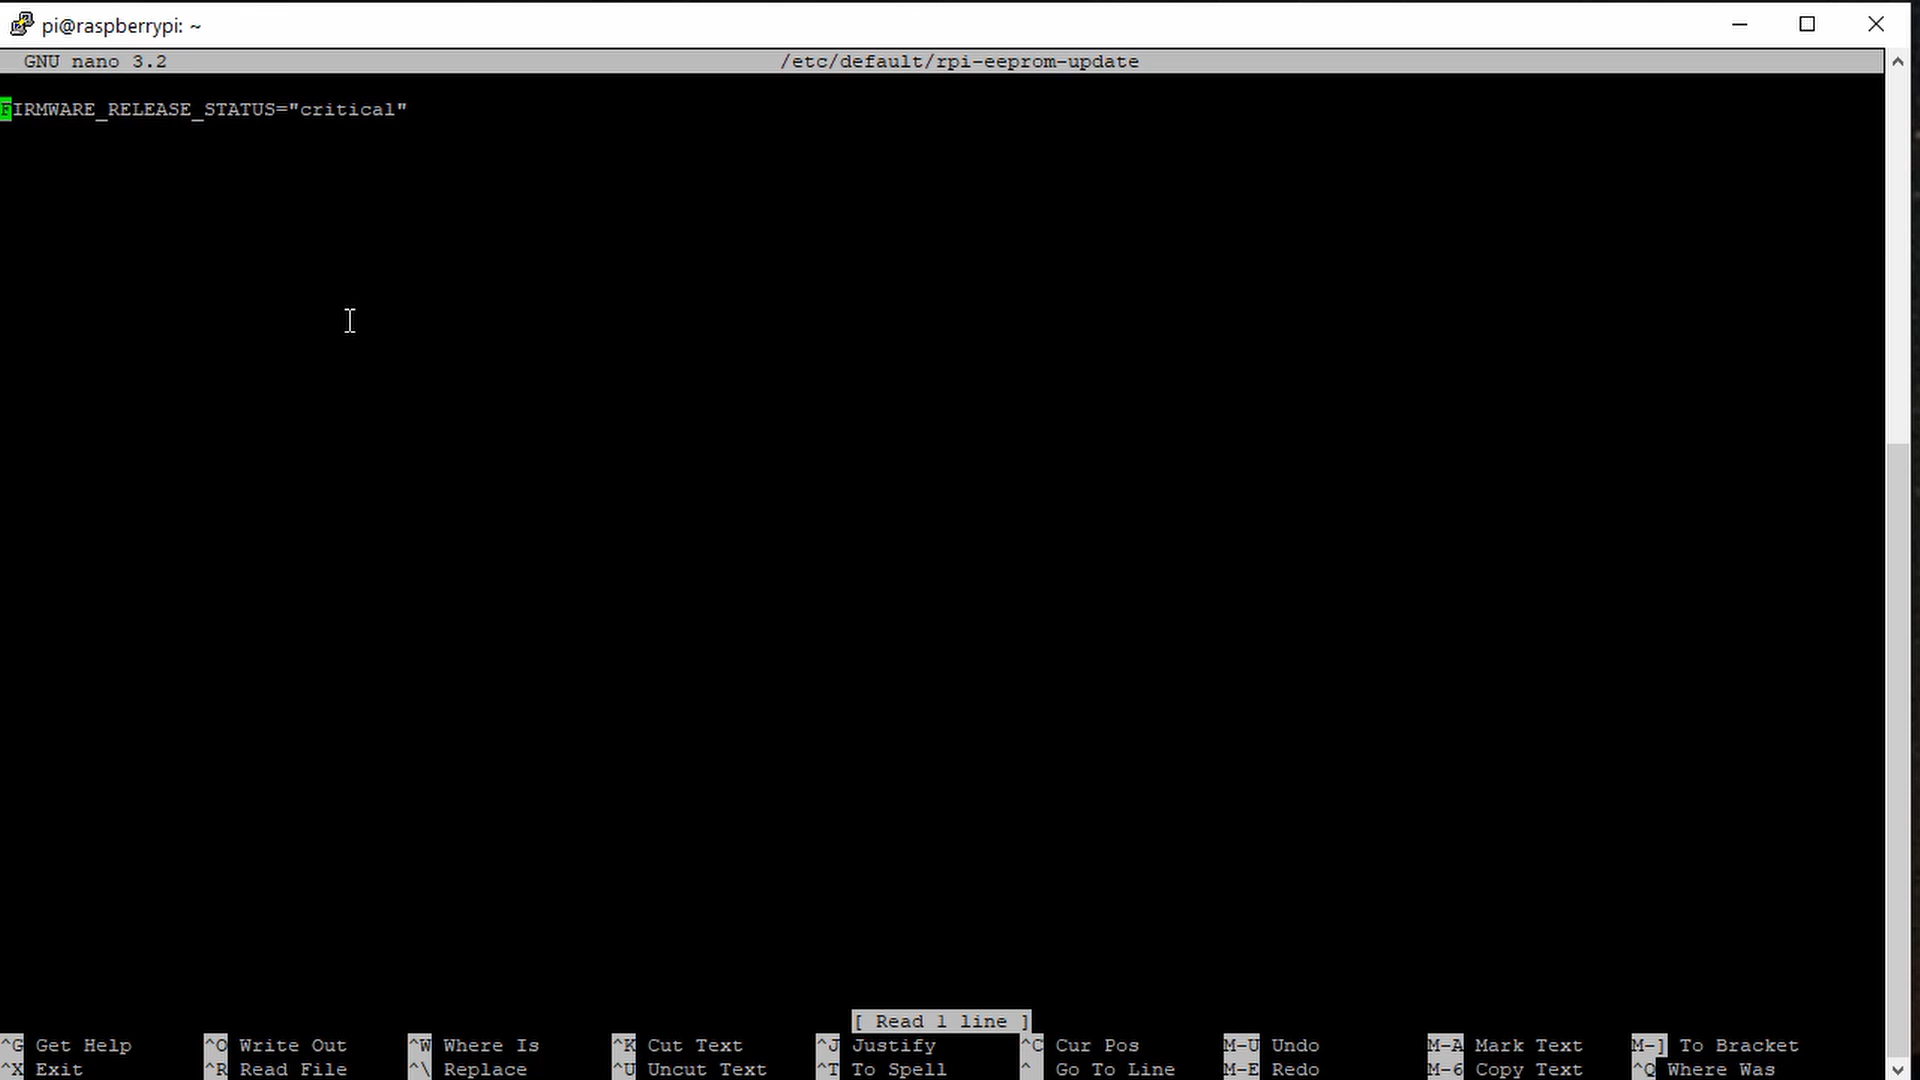 pi@raspberrypi: ~
GNU nano 3.2 /etc/default/rpi-eeprom-update
FIRMWARE_RELEASE_STATUS="critical"
[ Read 1 line ]
^G Get Help ^O Write Out ^W Where Is ^K Cut Text ^J Justify ^C Cur Pos M-U Undo M-A Mark Text M-] To Bracket
^X Exit ^R Read File ^\ Replace ^U Uncut Text ^T To Spell ^_ Go To Line M-E Redo M-6 Copy Text ^Q Where Was